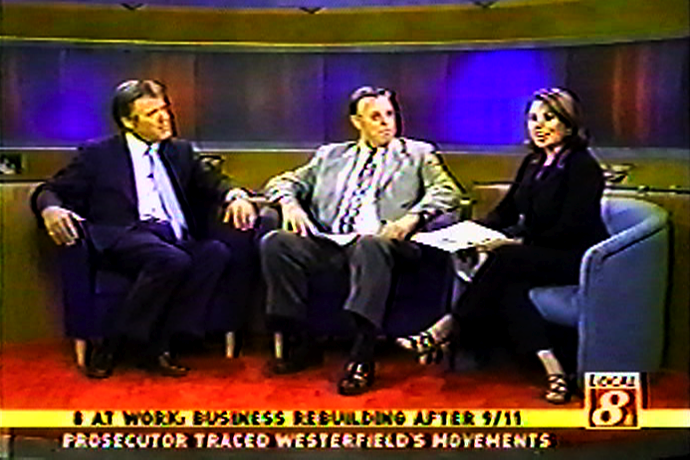 LOCAL
8
8 AT WORK: BUSINESS REBUILDING AFTER 9/11
PROSECUTOR TRACED WESTERFIELD'S MOVEMENTS